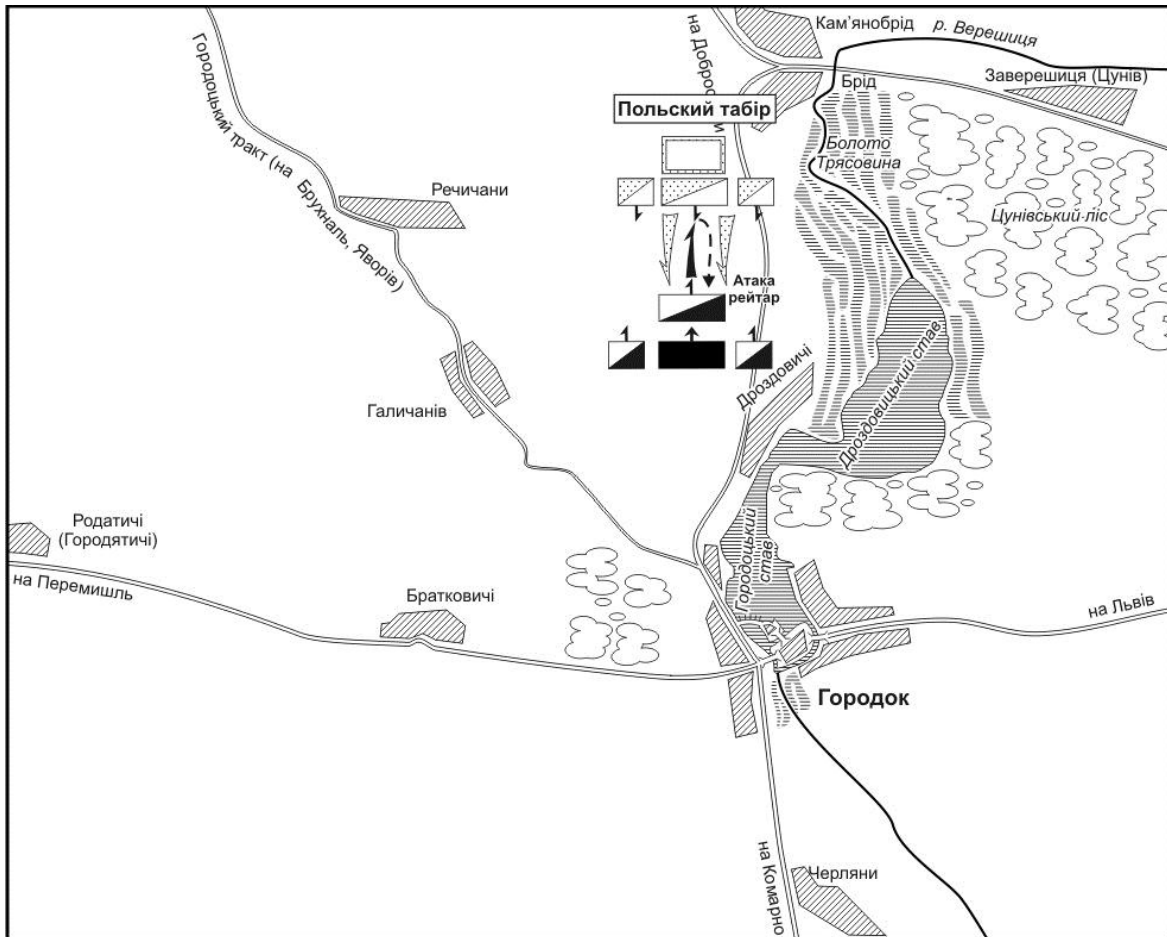 Кам’янобрід
р. Верешиця
на Доброс
и
Городоцький тракт (на Брухналь, Яворів)
Заверешиця (Цунів)
Брід
Польский табір
Болото
Трясовина
Речичани
Цунівський ліс
Атака
рейтар
Дроздовичі
Дроздовицький став
Галичанів
Родатичі
(Городятичі)
Городоцький
став
на Перемишль
Братковичі
на Львів
Городок
на Комарно
Черляни